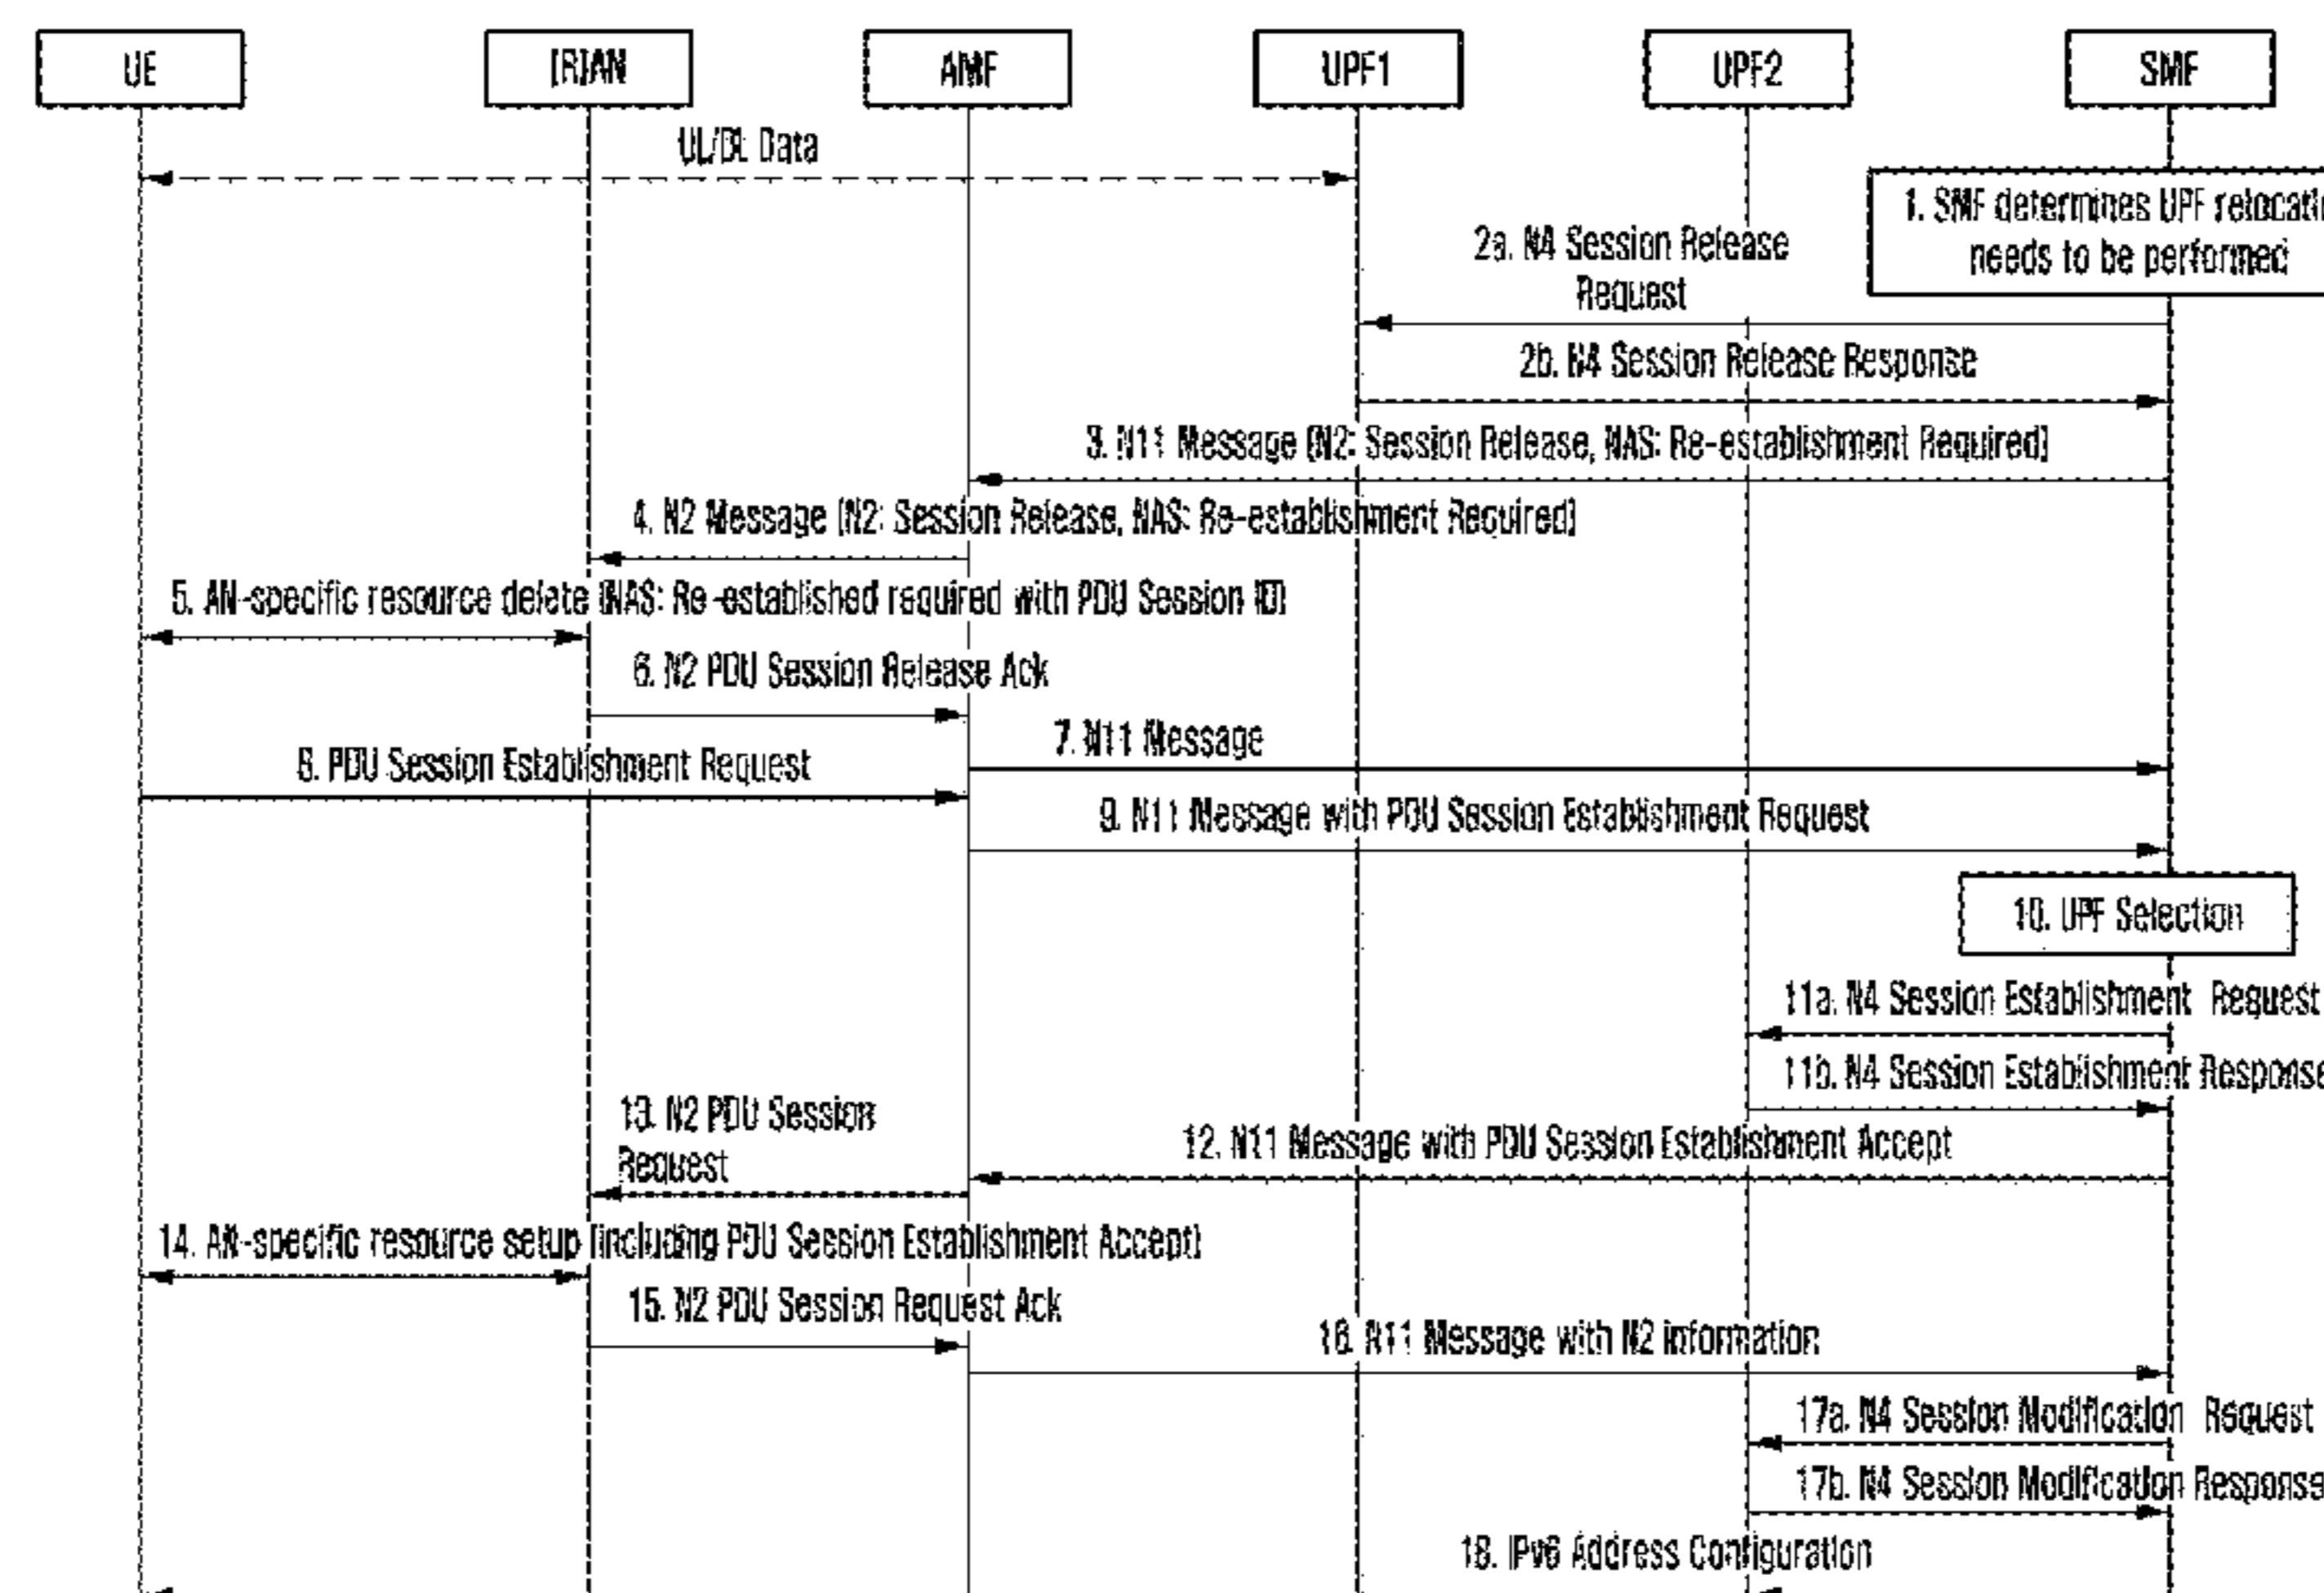 UE
[R]AN
AMF
UPF1
UPF2
SMF
UL/DL Data
1. SMF determines UPF relocati
needs to be performed
2a. N4 Session Release
Request
2b. N4 Session Release Response
3. N11 Message [N2: Session Release, NAS: Re-establishment Required]
4. N2 Message [N2: Session Release, NAS: Re-establishment Required]
5. AN-specific resource delete [NAS: Re-established required with PDU Session ID]
6. N2 PDU Session Release Ack
7. N11 Message
8. PDU Session Establishment Request
9. N11 Message with PDU Session Establishment Request
10. UPF Selection
11a. N4 Session Establishment Request
11b. N4 Session Establishment Response
12. N11 Message with PDU Session Establishment Accept
13. N2 PDU Session
Request
14. AN-specific resource setup [including PDU Session Establishment Accept]
15. N2 PDU Session Request Ack
16. N11 Message with N2 information
17a. N4 Session Modification Request
17b. N4 Session Modification Response
18. IPv6 Address Configuration